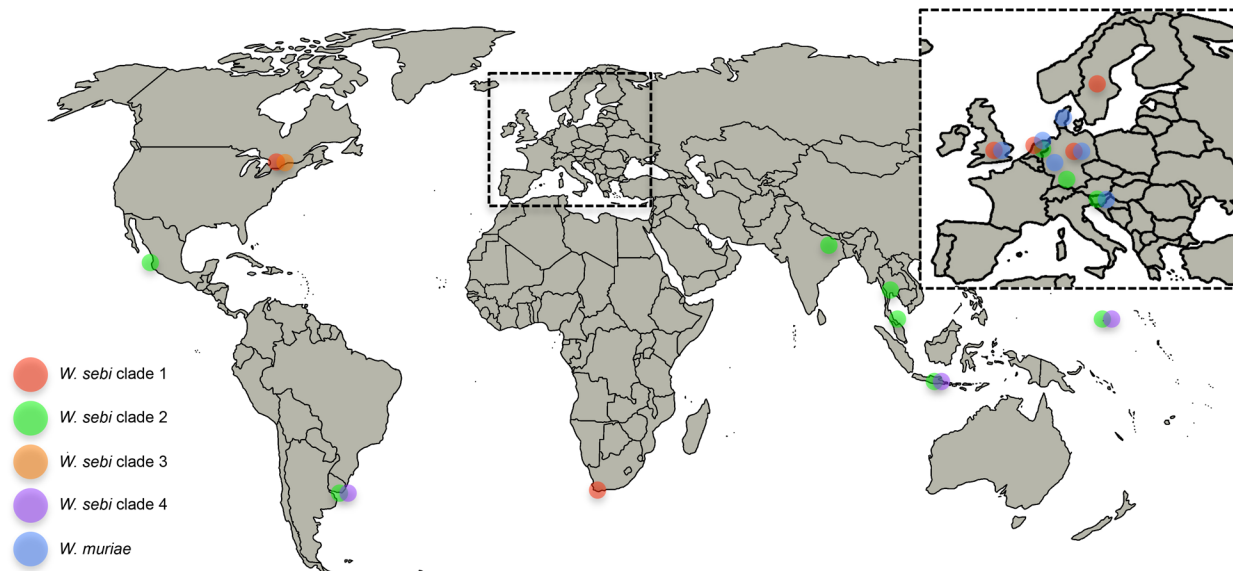 W. sebi clade 1
W. sebi clade 2
W. sebi clade 3
W. sebi clade 4
W. muriae